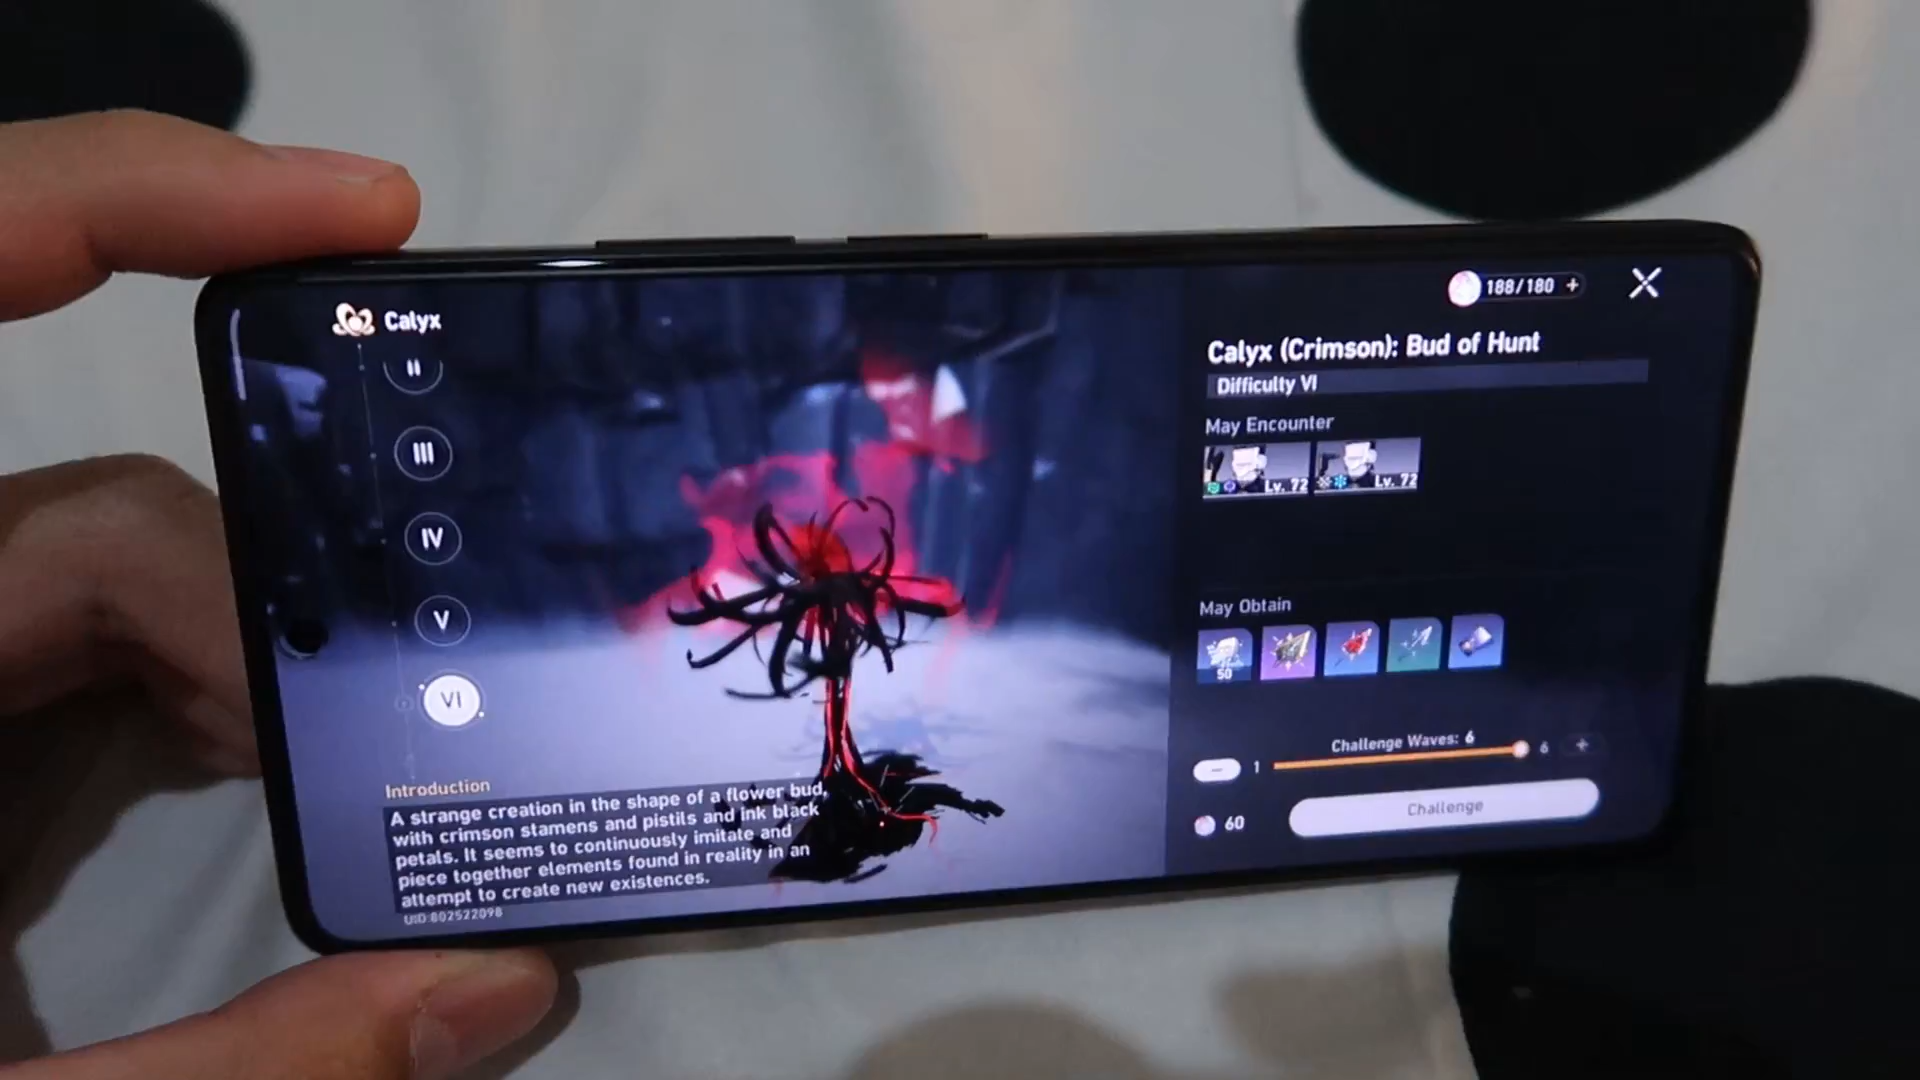 Calyx
188/180 +
II
III
IV
V
VI
Calyx (Crimson): Bud of Hunt
Difficulty VI
May Encounter
Lv. 72
Lv. 72
May Obtain
50
Challenge Waves: 6
1
6
60
Challenge
Introduction
A strange creation in the shape of a flower bud,
with crimson stamens and pistils and ink black
petals. It seems to continuously imitate and
piece together elements found in reality in an
attempt to create new existences.
UID:802522098